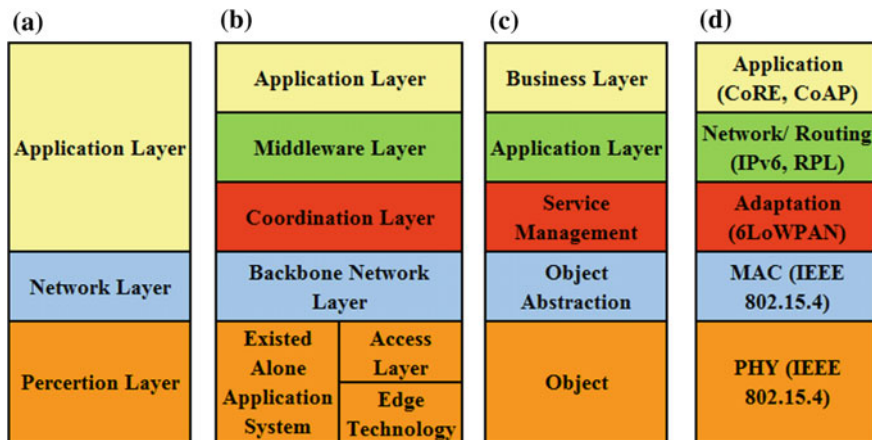 (a)
Application Layer
Network Layer
Percertion Layer
(b)
Application Layer
Middleware Layer
Coordination Layer
Backbone Network
Layer
Existed
Alone
Application
System
Access
Layer
Edge
Technology
(c)
Business Layer
Application Layer
Service
Management
Object
Abstraction
Object
(d)
Application
(CoRE, CoAP)
Network/ Routing
(IPv6, RPL)
Adaptation
(6LoWPAN)
MAC (IEEE
802.15.4)
PHY (IEEE
802.15.4)